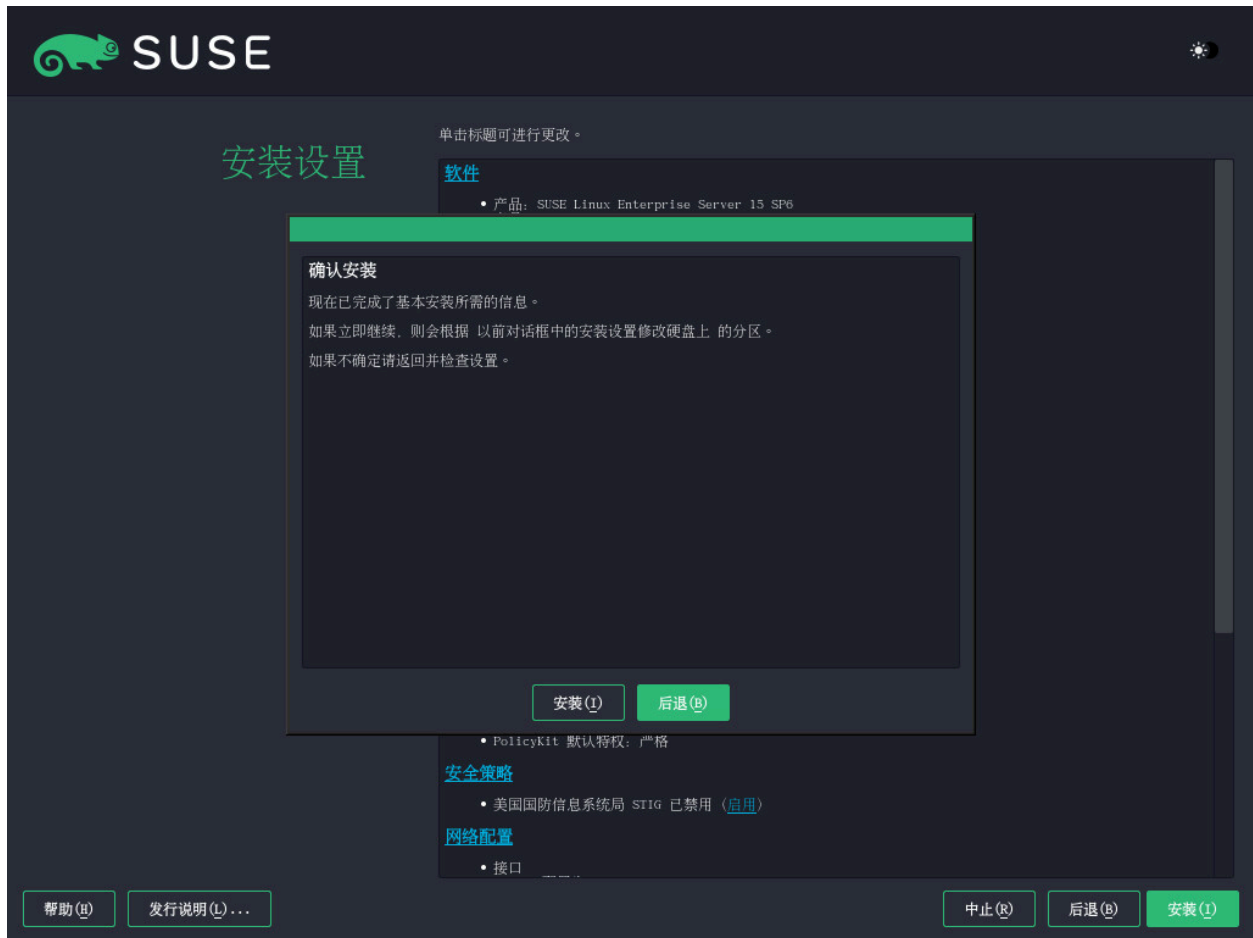 SUSE
安装设置
单击标题可进行更改。
软件
• 产品: SUSE Linux Enterprise Server 15 SP6
确认安装
现在已完成了基本安装所需的信息。
如果立即继续, 则会根据 以前对话框中的安装设置修改硬盘上 的分区。
如果不确定请返回并检查设置。
安装(I)
后退(B)
• PolicyKit 默认特权: 严格
安全策略
• 美国国防信息系统局 STIG 已禁用 (启用)
网络配置
• 接口
帮助(H)
发行说明(L)...
中止(R)
后退(B)
安装(I)